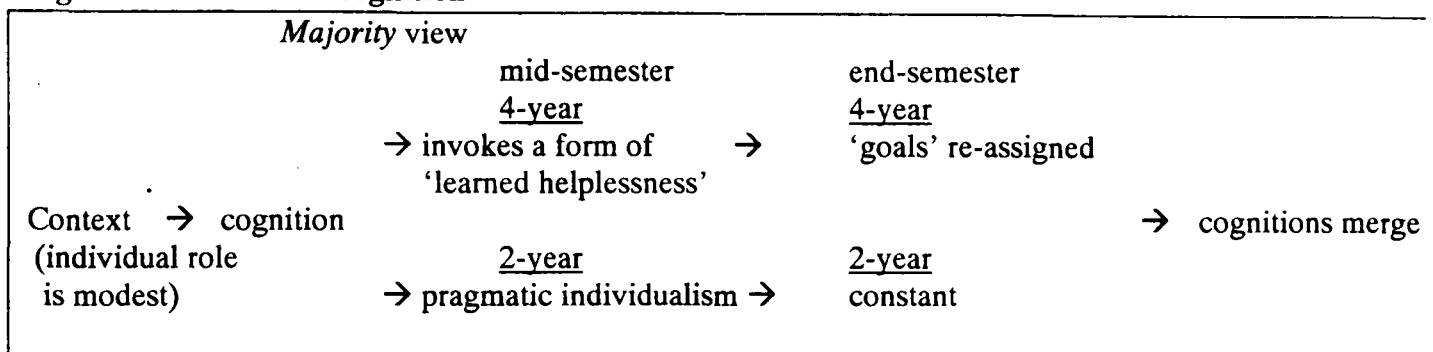 Majority view
mid-semester end-semester
4-year 4-year
→ invokes a form of → 'goals' re-assigned
'learned helplessness'
Context → cognition → cognitions merge
(individual role 2-year 2-year
is modest) → pragmatic individualism → constant